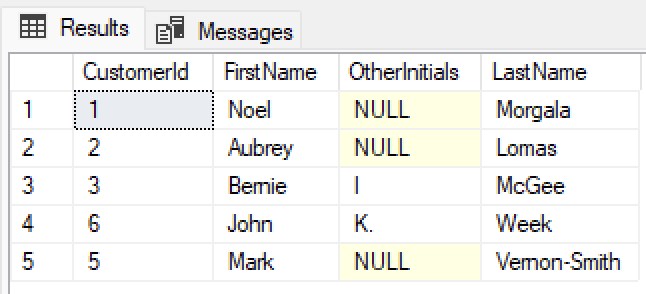 Results Messages
CustomerId FirstName OtherInitials LastName
1 1 Noel NULL Morgala
2 2 Aubrey NULL Lomas
3 3 Bernie I McGee
4 6 John K. Week
5 5 Mark NULL Vernon-Smith